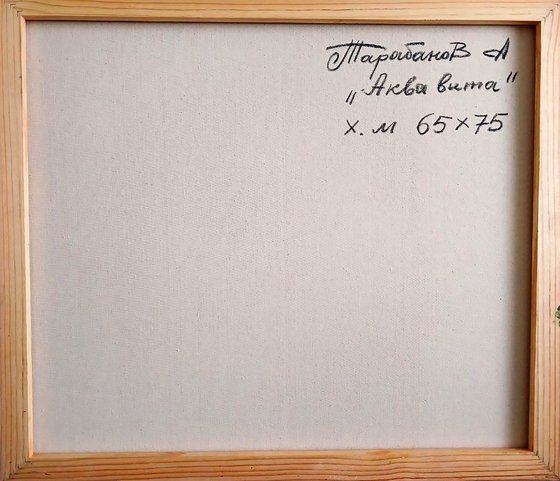 Тарабанов А
„Аква вита"
х. м 65×75